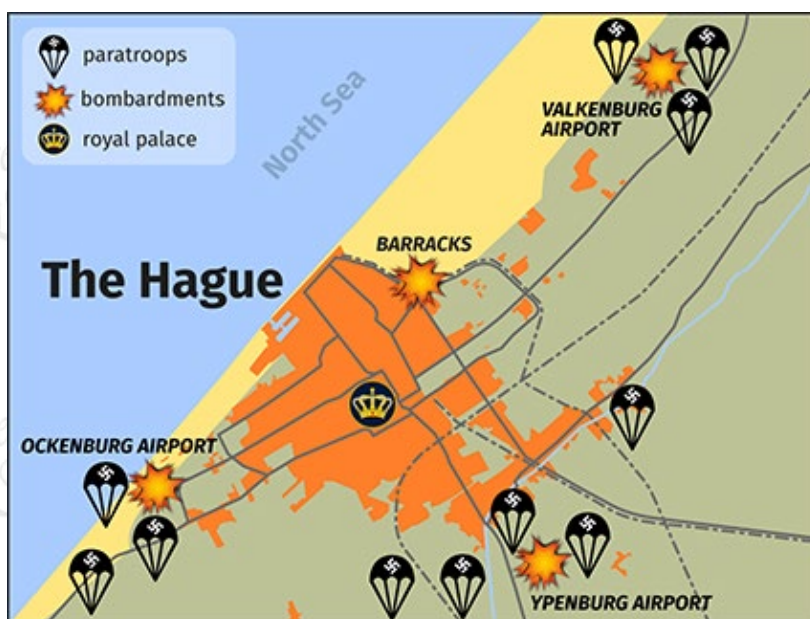 paratroops
bombardments
royal palace
North Sea
VALKENBURG
AIRPORT
BARRACKS
The Hague
OCKENBURG AIRPORT
YPENBURG AIRPORT